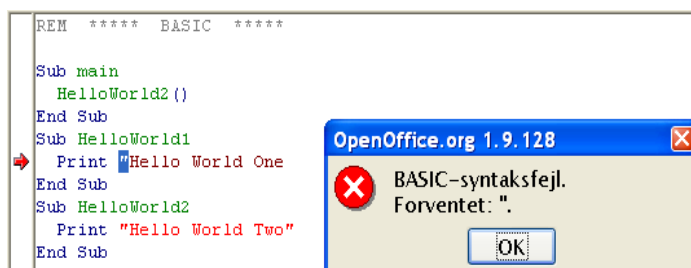 REM ***** BASIC *****
Sub main
HelloWorld2()
End Sub
Sub HelloWorld1
Print "Hello World One
End Sub
Sub HelloWorld2
Print "Hello World Two"
End Sub
OpenOffice.org 1.9.128
BASIC-syntaksfejl.
Forventet: ".
OK